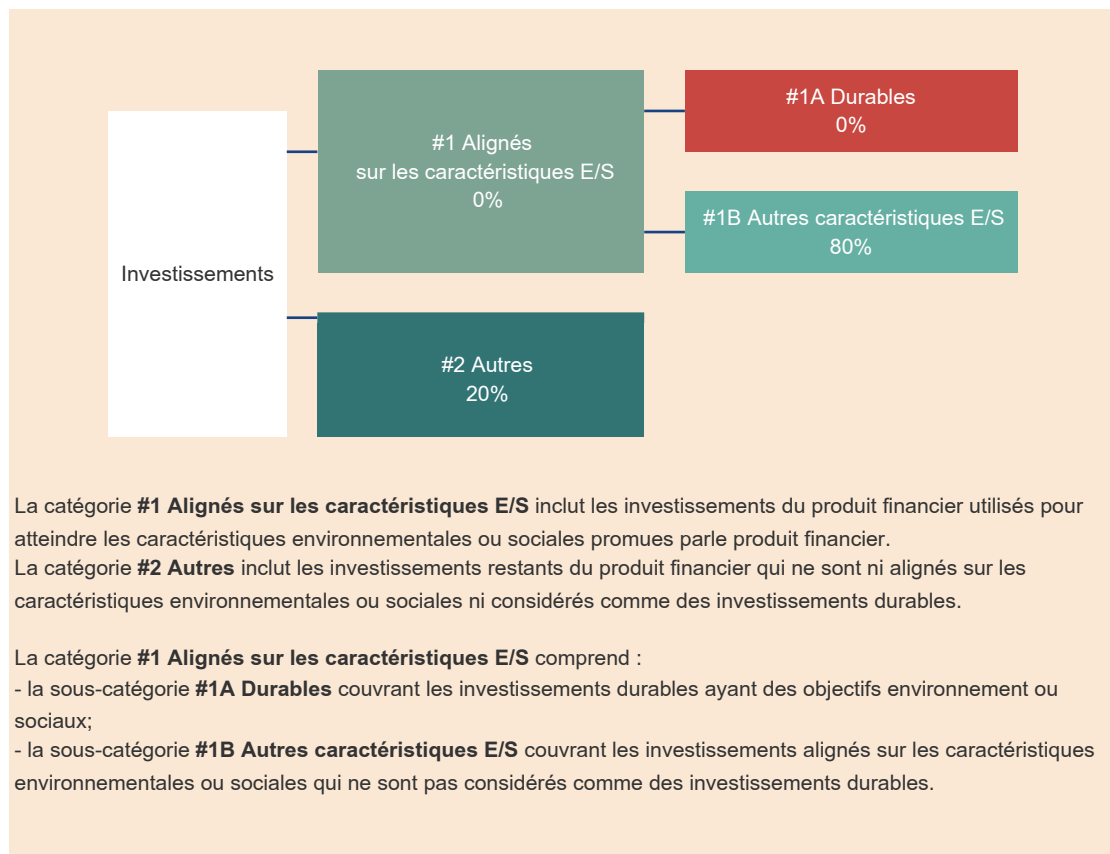 #1A Durables
0%
#1 Alignés
sur les caractéristiques E/S
0%
#1B Autres caractéristiques E/S
80%
Investissements
#2 Autres
20%
La catégorie #1 Alignés sur les caractéristiques E/S inclut les investissements du produit financier utilisés pour
atteindre les caractéristiques environnementales ou sociales promues parle produit financier.
La catégorie #2 Autres inclut les investissements restants du produit financier qui ne sont ni alignés sur les
caractéristiques environnementales ou sociales ni considérés comme des investissements durables.
La catégorie #1 Alignés sur les caractéristiques E/S comprend :
- la sous-catégorie #1A Durables couvrant les investissements durables ayant des objectifs environnement ou
sociaux;
- la sous-catégorie #1B Autres caractéristiques E/S couvrant les investissements alignés sur les caractéristiques
environnementales ou sociales qui ne sont pas considérés comme des investissements durables.